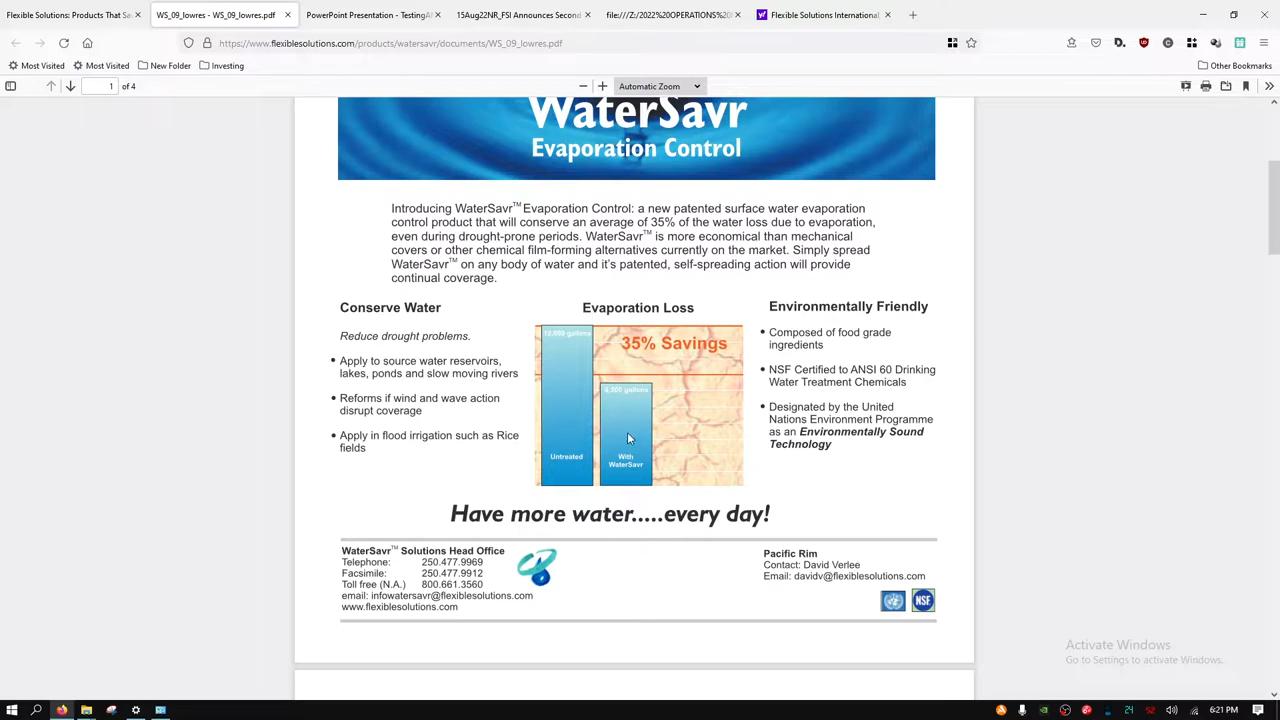 Flexible Solutions: Products That Sa
WS_09_lowres - WS_09_lowres.pdf
PowerPoint Presentation - TestingA
15Aug22NR_FSI Announces Second
file:///Z:/2022%20OPERATIONS%
Flexible Solutions International
https://www.flexiblesolutions.com/products/watersavr/documents/WS_09_lowres.pdf
Most Visited
Most Visited
New Folder
Investing
Other Bookmarks
1 of 4
Automatic Zoom
WaterSavr
Evaporation Control
Introducing WaterSavr™ Evaporation Control: a new patented surface water evaporation
control product that will conserve an average of 35% of the water loss due to evaporation,
even during drought-prone periods. WaterSavr™ is more economical than mechanical
covers or other chemical film-forming alternatives currently on the market. Simply spread
WaterSavr™ on any body of water and it's patented, self-spreading action will provide
continual coverage.
Conserve Water
Reduce drought problems.
• Apply to source water reservoirs,
lakes, ponds and slow moving rivers
• Reforms if wind and wave action
disrupt coverage
• Apply in flood irrigation such as Rice
fields
Evaporation Loss
35% Savings
gallons
gallons
Untreated
With
WaterSavr
Environmentally Friendly
• Composed of food grade
ingredients
• NSF Certified to ANSI 60 Drinking
Water Treatment Chemicals
• Designated by the United
Nations Environment Programme
as an Environmentally Sound
Technology
Have more water.....every day!
WaterSavr™ Solutions Head Office
Telephone: 250.477.9969
Facsimile: 250.477.9912
Toll free (N.A.) 800.661.3560
email: infowatersavr@flexiblesolutions.com
www.flexiblesolutions.com
Pacific Rim
Contact: David Verlee
Email: davidv@flexiblesolutions.com
NSF
Activate Windows
Go to Settings to activate Windows.
6:21 PM